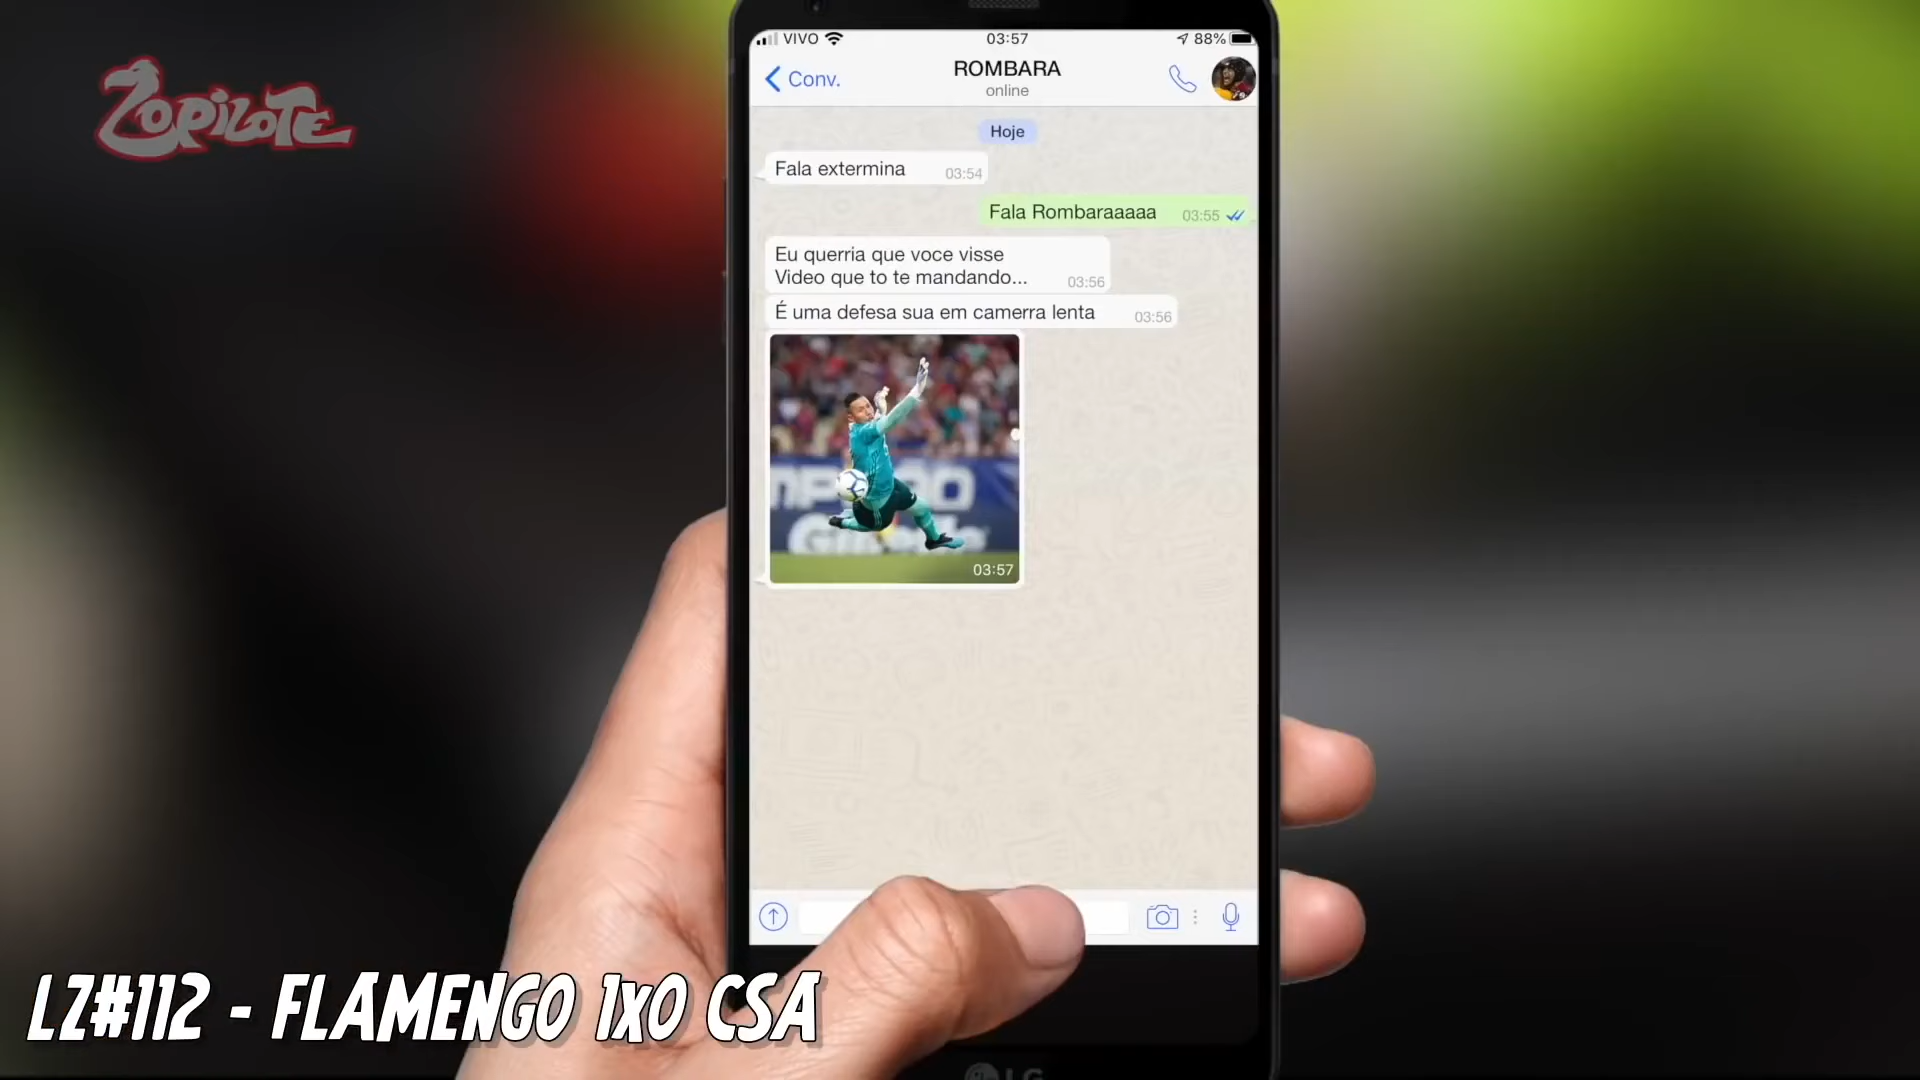 ZOPILOTE
VIVO
03:57
88%
Conv.
ROMBARA
online
Hoje
Fala extermina 03:54
Fala Rombaraaaaa 03:55
Eu querria que voce visse
Video que to te mandando... 03:56
É uma defesa sua em camerra lenta 03:56
03:57
LZ#112 - FLAMENGO 1x0 CSA
LG